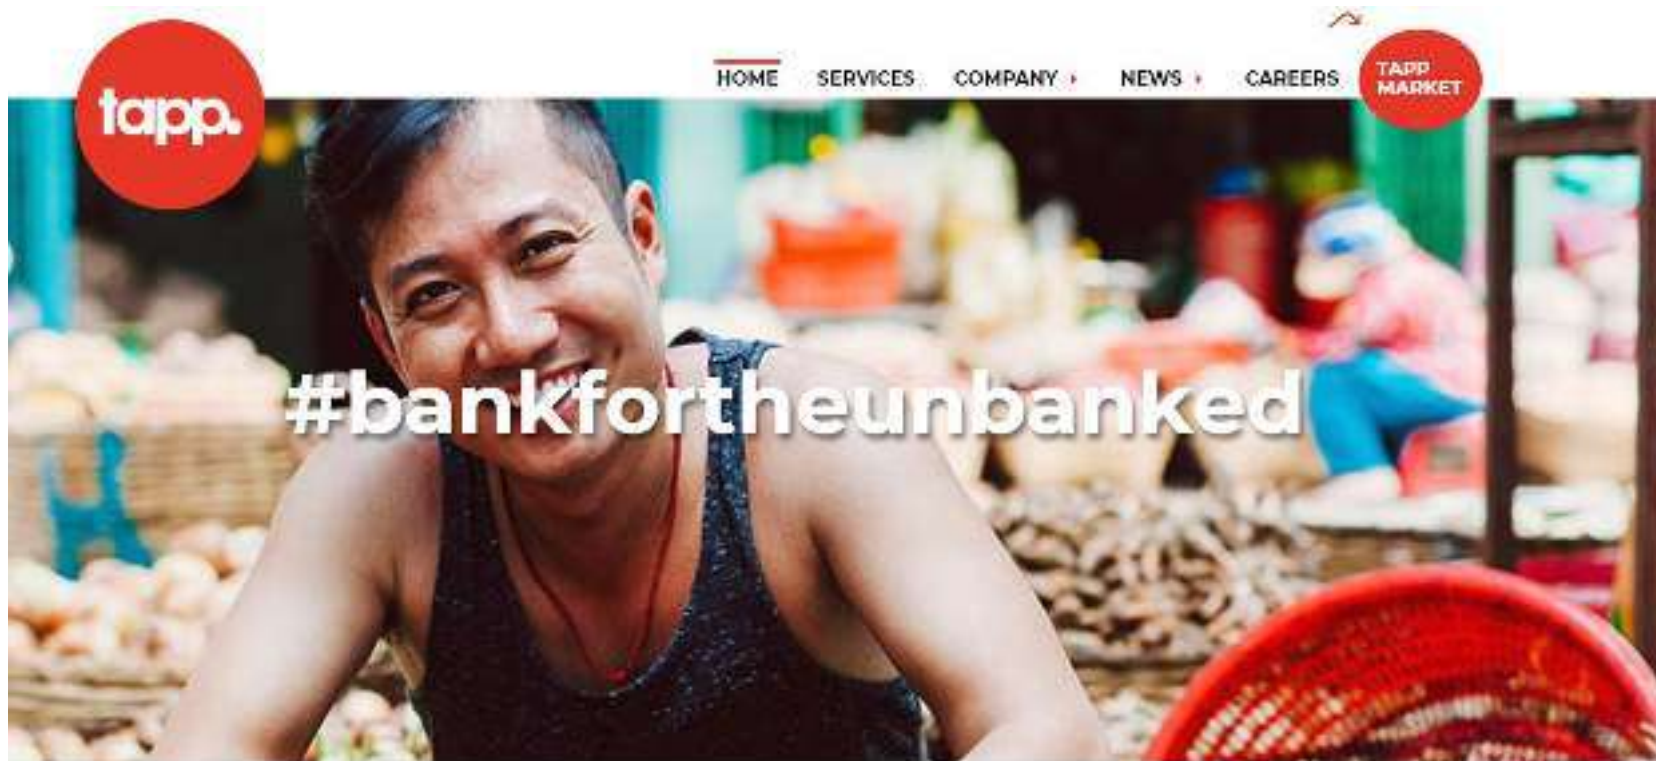 tapp.
HOME SERVICES COMPANY NEWS CAREERS
TAPP
MARKET
#bankfortheunbanked